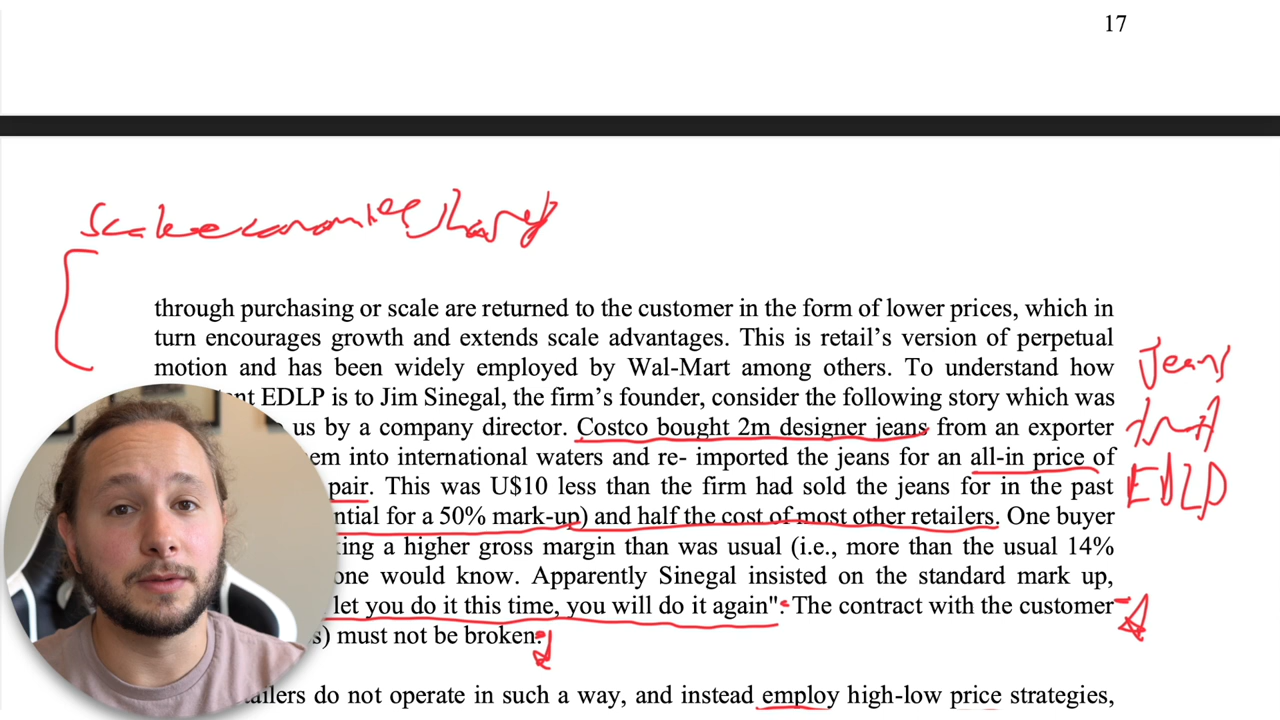 17
Scale economies shared
through purchasing or scale are returned to the customer in the form of lower prices, which in
turn encourages growth and extends scale advantages. This is retail’s version of perpetual
motion and has been widely employed by Wal-Mart among others. To understand how
nt EDLP is to Jim Sinegal, the firm’s founder, consider the following story which was
us by a company director. Costco bought 2m designer jeans from an exporter
em into international waters and re- imported the jeans for an all-in price of
pair. This was U$10 less than the firm had sold the jeans for in the past
ntial for a 50% mark-up) and half the cost of most other retailers. One buyer
king a higher gross margin than was usual (i.e., more than the usual 14%
one would know. Apparently Sinegal insisted on the standard mark up,
let you do it this time, you will do it again". The contract with the customer
s) must not be broken.
ailers do not operate in such a way, and instead employ high-low price strategies,
Jeans
EDLP